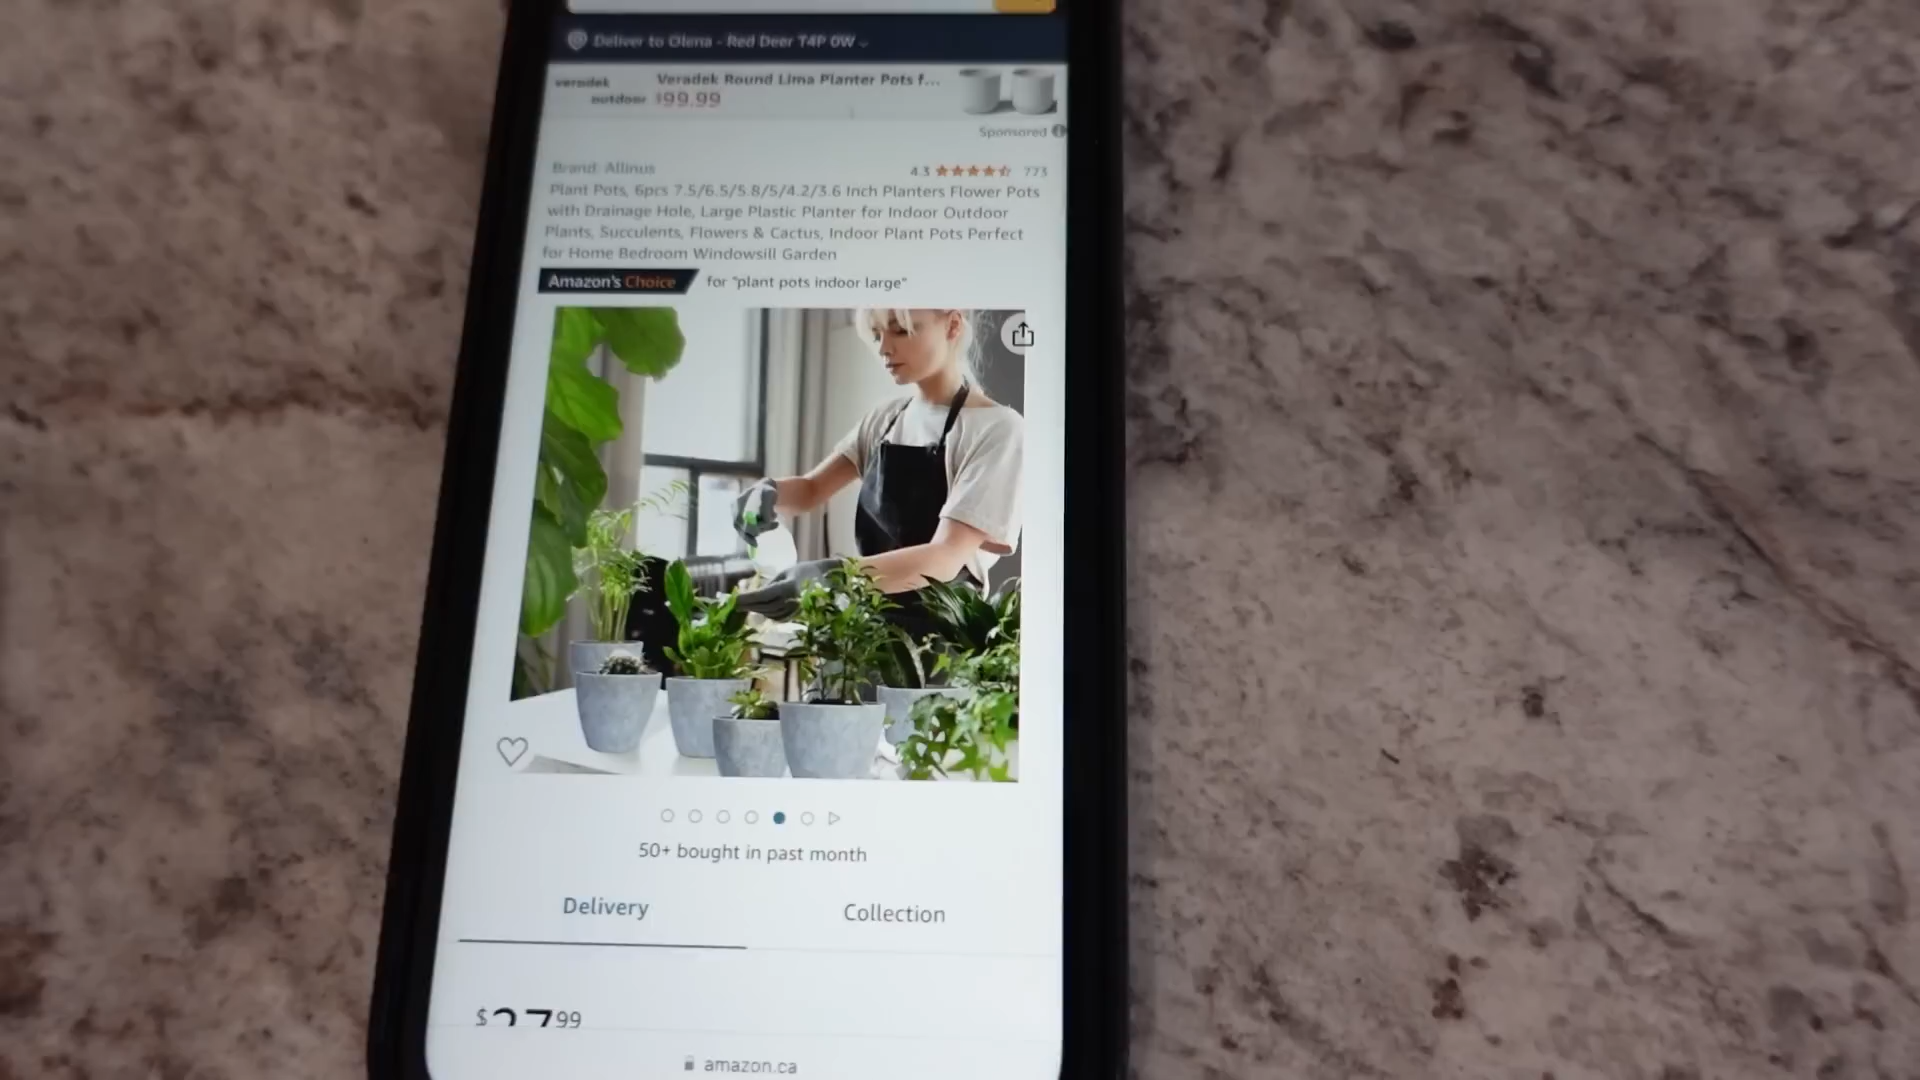 Deliver to Olena - Red Deer T4P 0W
veradek
outdoor
Veradek Round Lima Planter Pots f...
$99.99
Sponsored
Brand: Allinus
4.3
773
Plant Pots, 6pcs 7.5/6.5/5.8/5/4.2/3.6 Inch Planters Flower Pots
with Drainage Hole, Large Plastic Planter for Indoor Outdoor
Plants, Succulents, Flowers & Cactus, Indoor Plant Pots Perfect
for Home Bedroom Windowsill Garden
Amazon's Choice for "plant pots indoor large"
50+ bought in past month
Delivery
Collection
$27 99
amazon.ca